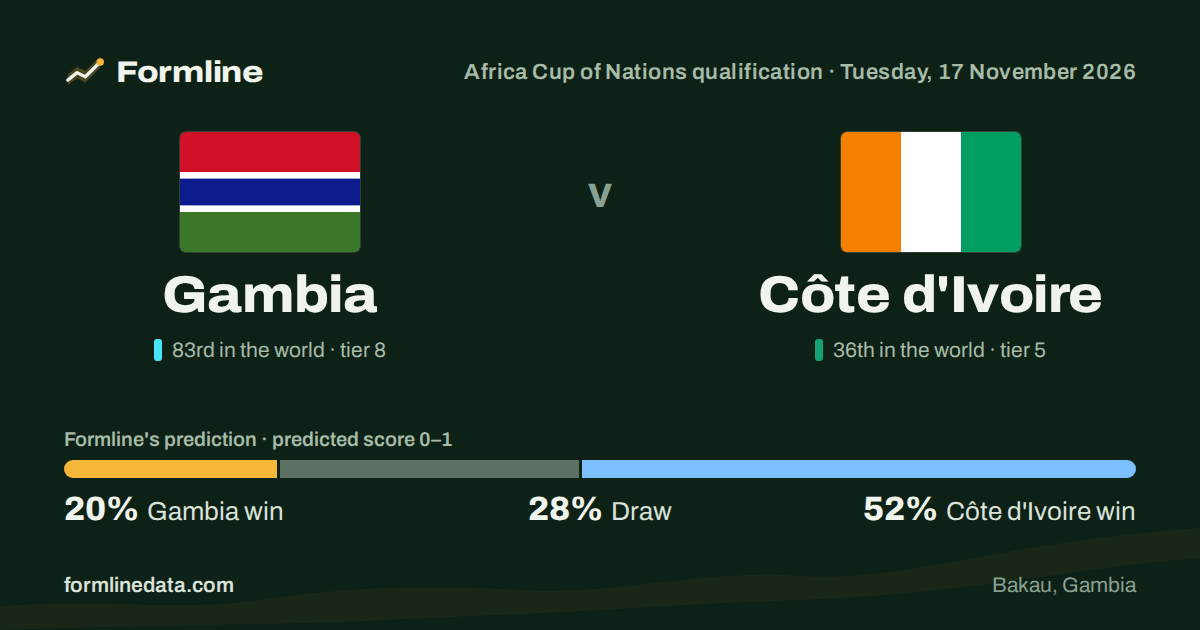 Formline
Africa Cup of Nations qualification · Tuesday, 17 November 2026
v
Gambia
Côte d'Ivoire
83rd in the world · tier 8
36th in the world · tier 5
Formline's prediction · predicted score 0–1
20% Gambia win
28% Draw
52% Côte d'Ivoire win
formlinedata.com
Bakau, Gambia